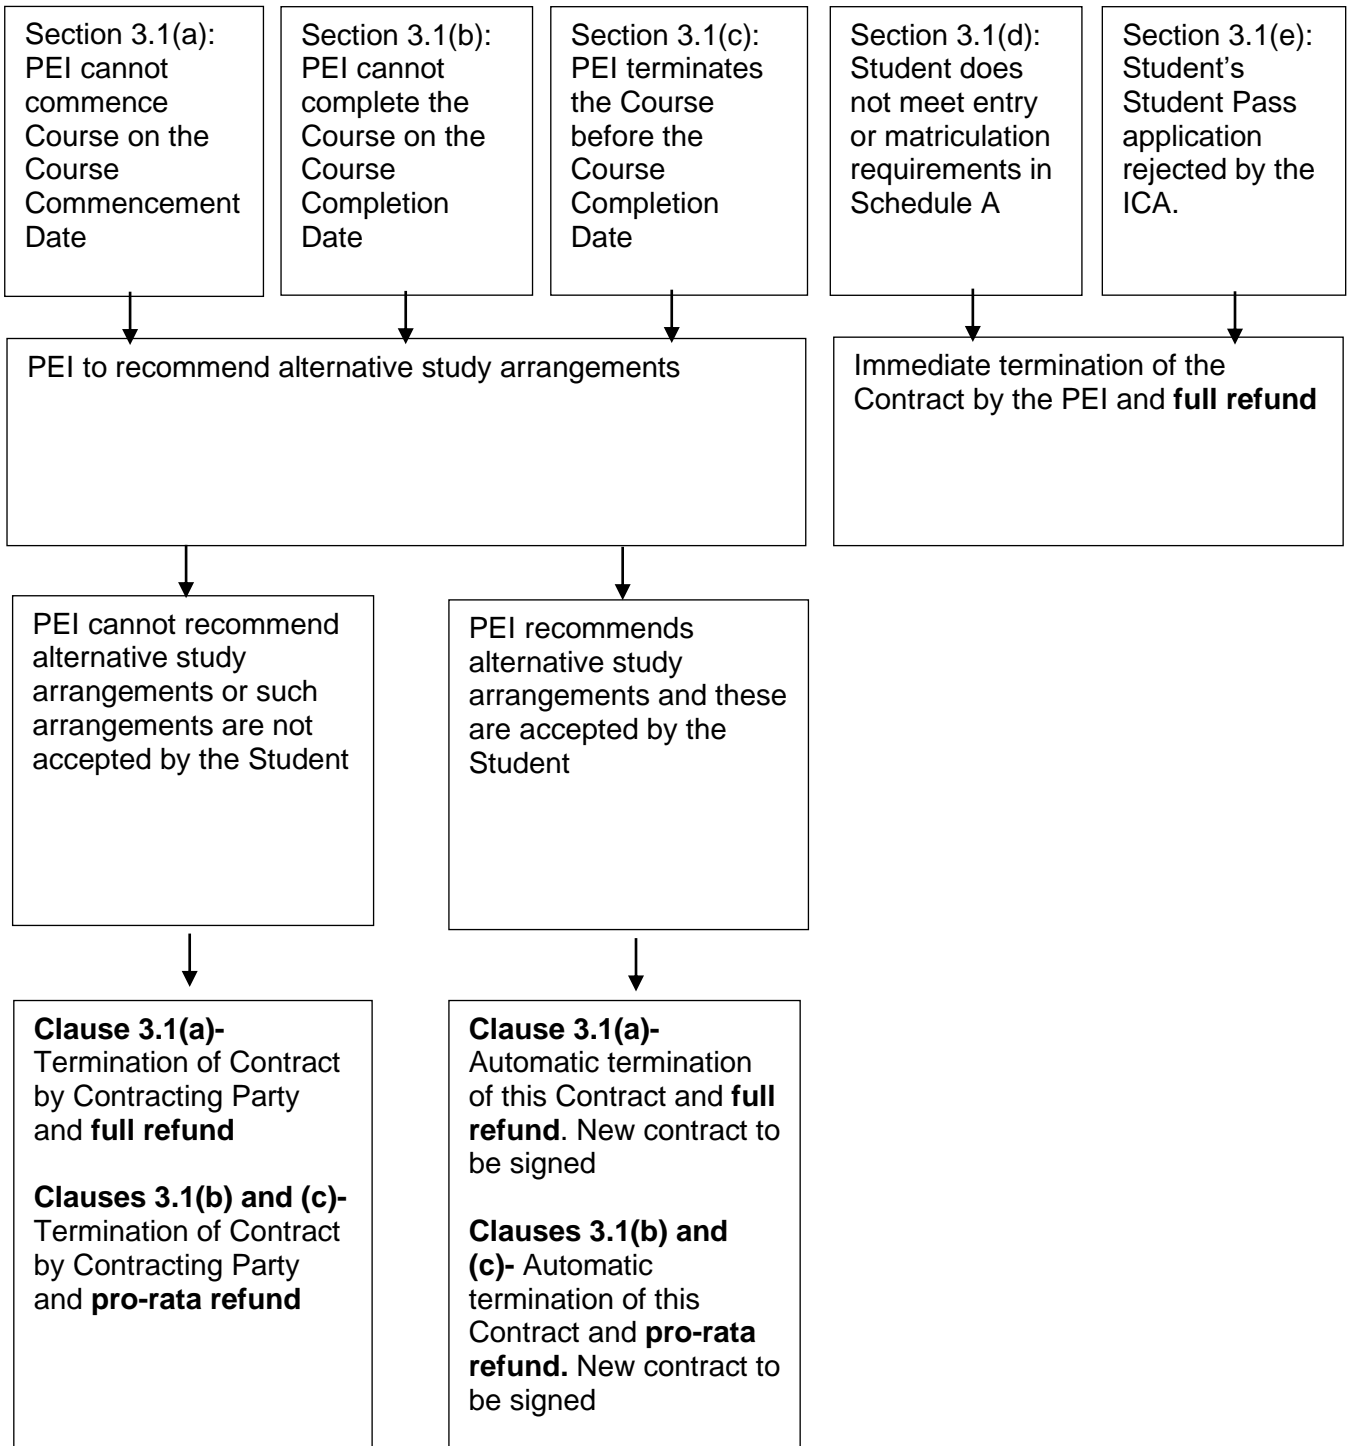 Section 3.1(a):
PEI cannot
commence
Course on the
Course
Commencement
Date
Section 3.1(b):
PEI cannot
complete the
Course on the
Course
Completion
Date
Section 3.1(c):
PEI terminates
the Course
before the
Course
Completion
Date
Section 3.1(d):
Student does
not meet entry
or matriculation
requirements in
Schedule A
Section 3.1(e):
Student's
Student Pass
application
rejected by the
ICA.
PEI to recommend alternative study arrangements
Immediate termination of the
Contract by the PEI and full refund
PEI cannot recommend
alternative study
arrangements or such
arrangements are not
accepted by the Student
PEI recommends
alternative study
arrangements and these
are accepted by the
Student
Clause 3.1(a)-
Termination of Contract
by Contracting Party
and full refund
Clauses 3.1(b) and (c)-
Termination of Contract
by Contracting Party
and pro-rata refund
Clause 3.1(a)-
Automatic termination
of this Contract and full
refund. New contract to
be signed
Clauses 3.1(b) and
(c)- Automatic
termination of this
Contract and pro-rata
refund. New contract to
be signed